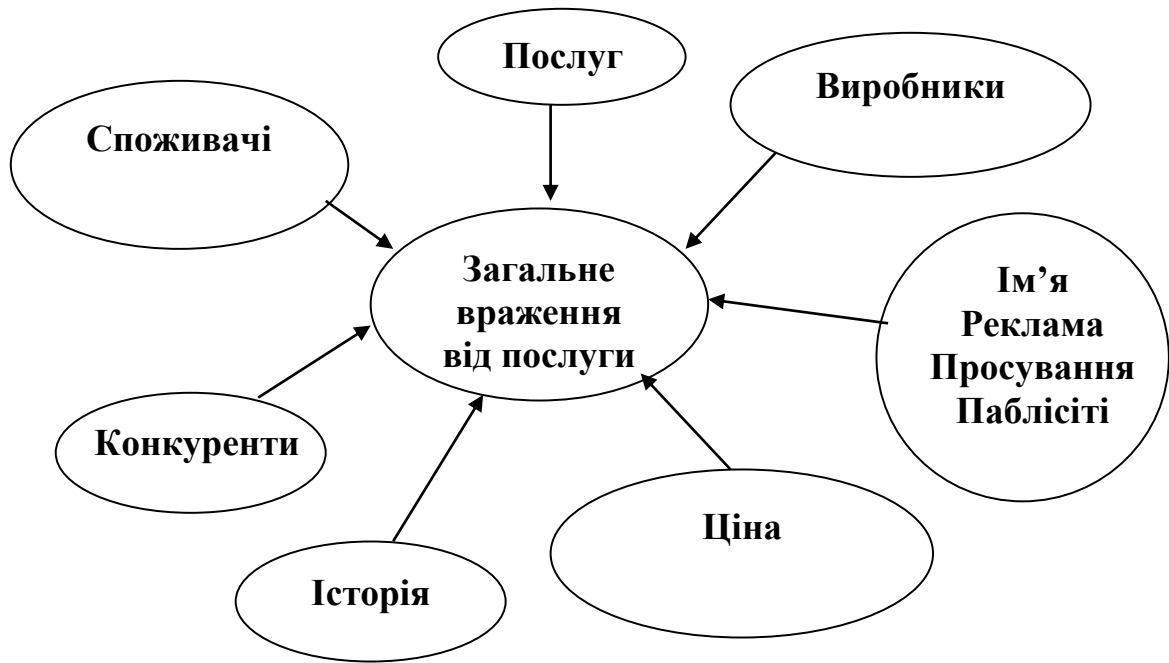 Послуг
Виробники
Споживачі
Загальне
враження
від послуги
Ім’я
Реклама
Просування
Паблісіті
Конкуренти
Ціна
Історія